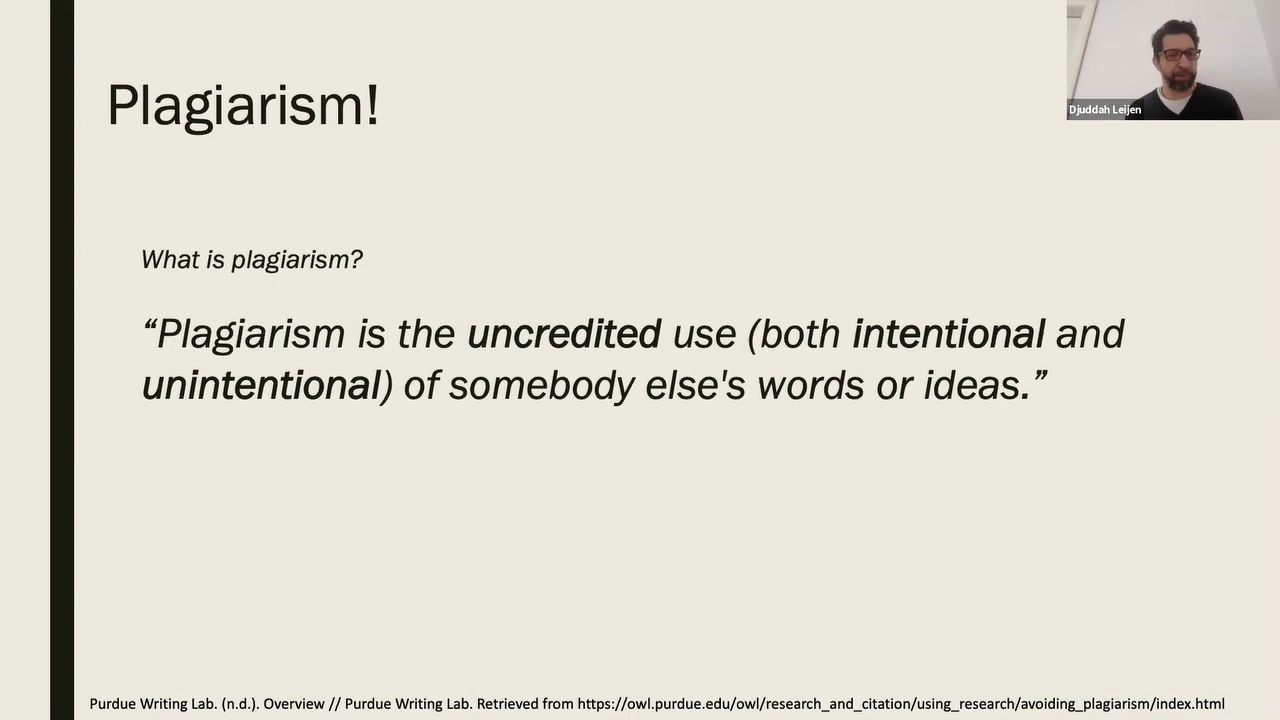 Plagiarism!
Djuddah Leijen
What is plagiarism?
“Plagiarism is the uncredited use (both intentional and
unintentional) of somebody else's words or ideas.”
Purdue Writing Lab. (n.d.). Overview // Purdue Writing Lab. Retrieved from https://owl.purdue.edu/owl/research_and_citation/using_research/avoiding_plagiarism/index.html